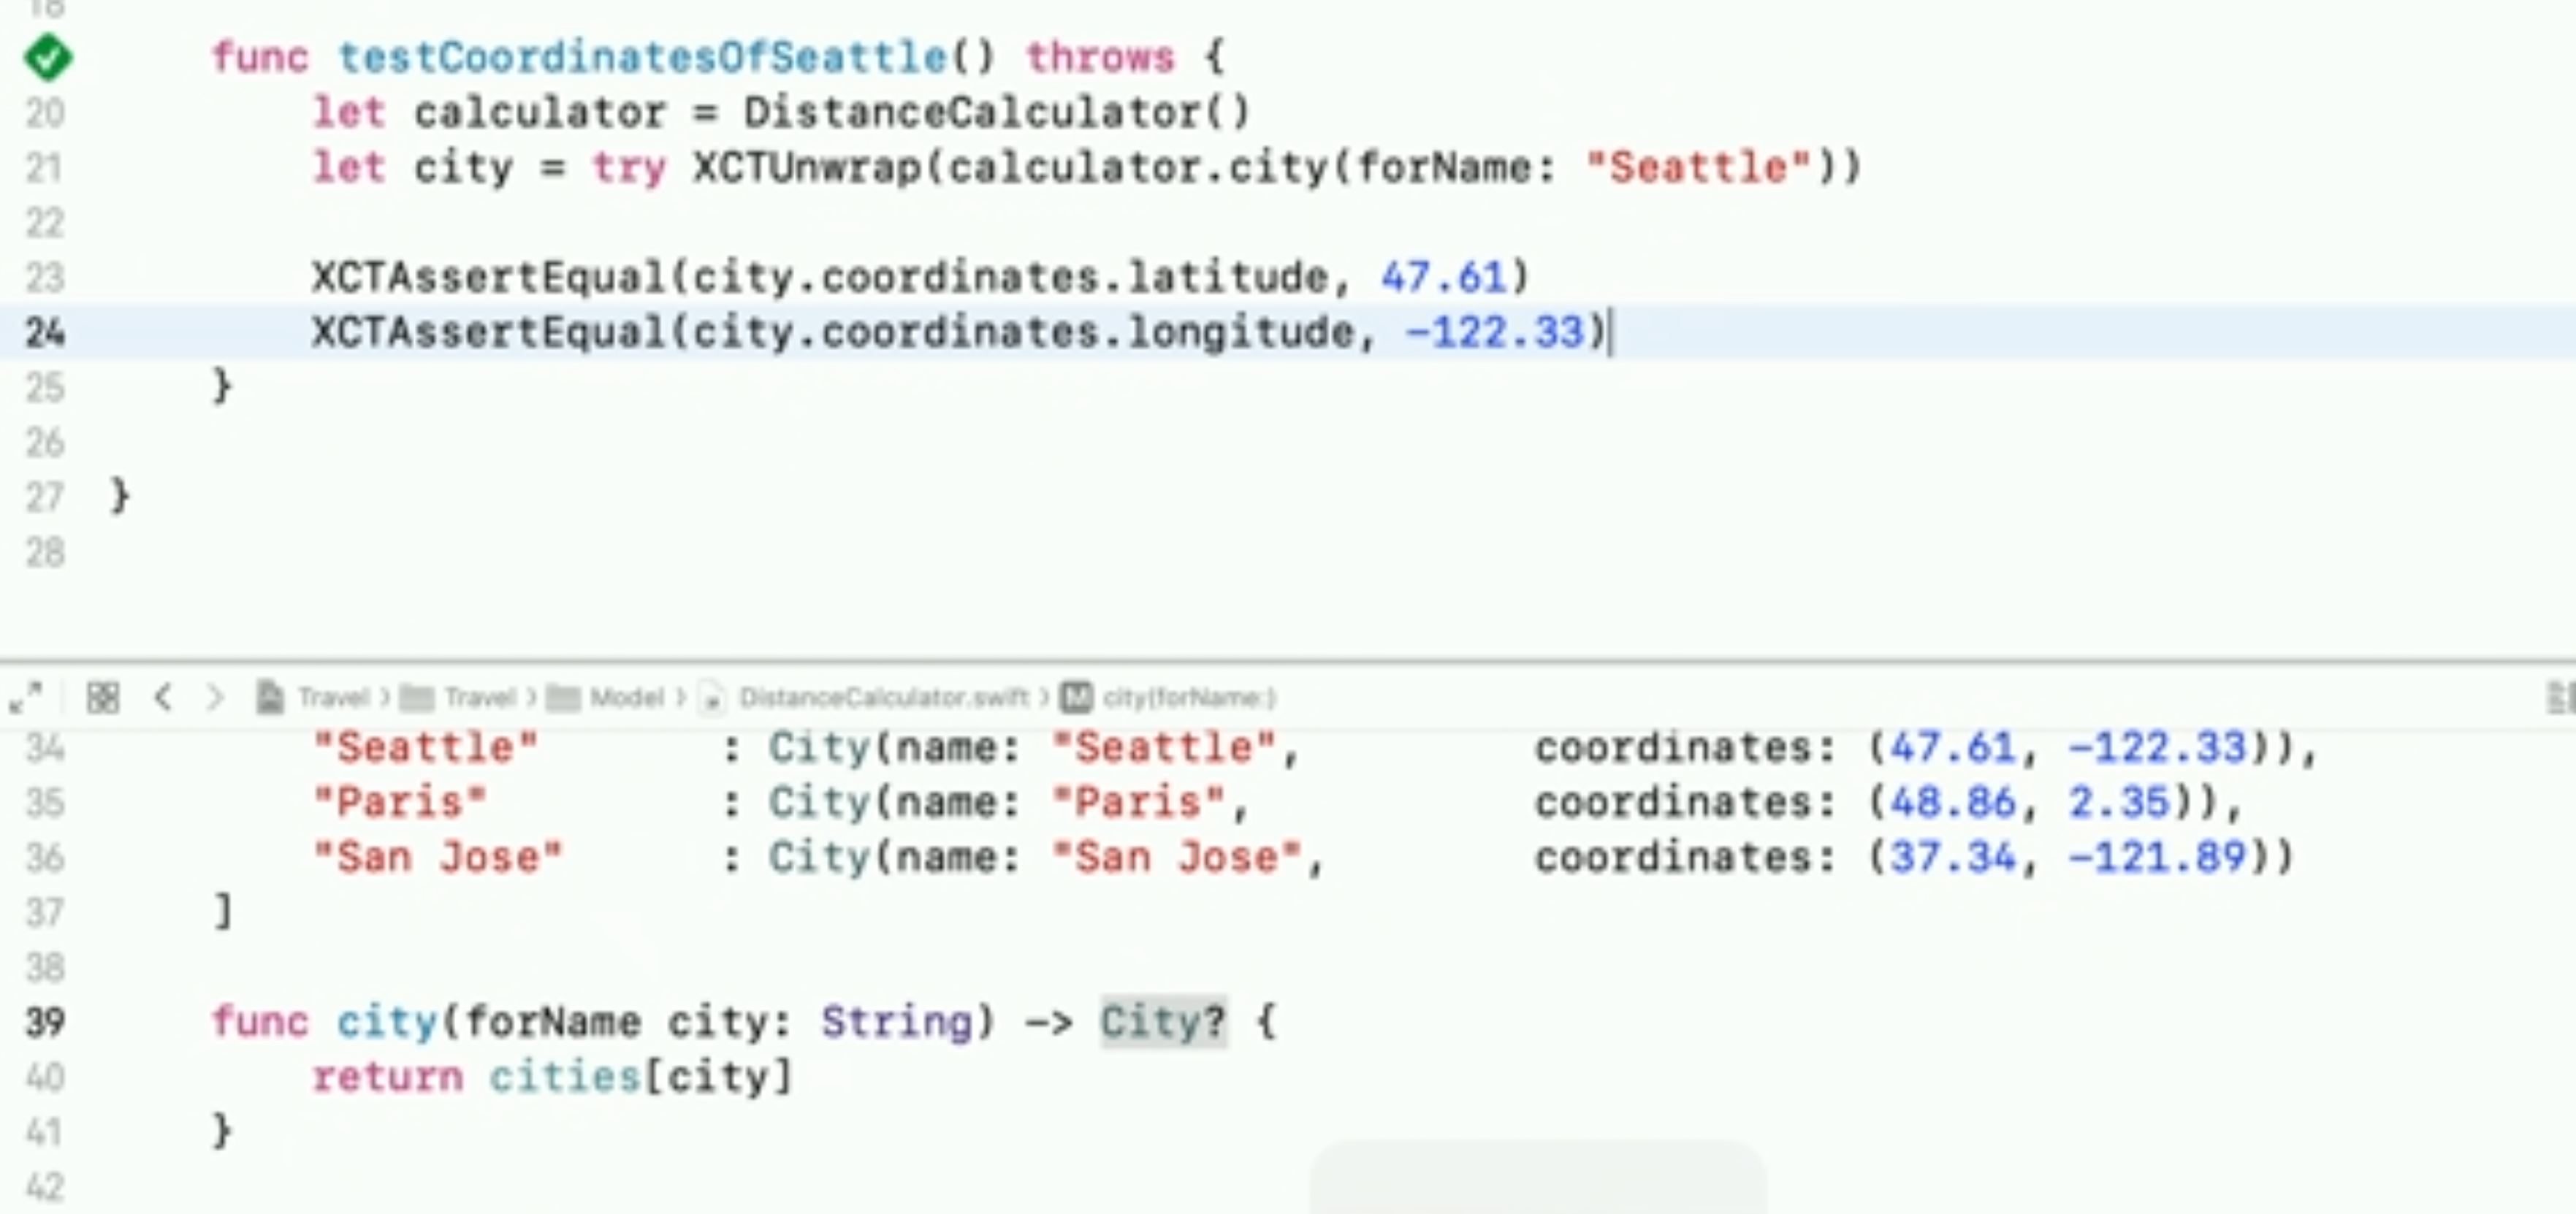 18
func testCoordinatesOfSeattle() throws {
20 let calculator = DistanceCalculator()
21 let city = try XCTUnwrap(calculator.city(forName: "Seattle"))
22
23 XCTAssertEqual(city.coordinates.latitude, 47.61)
24 XCTAssertEqual(city.coordinates.longitude, -122.33)
25 }
26
27 }
28
Travel Travel Model DistanceCalculator.swift M city(forName:)
34 "Seattle" : City(name: "Seattle", coordinates: (47.61, -122.33)),
35 "Paris" : City(name: "Paris", coordinates: (48.86, 2.35)),
36 "San Jose" : City(name: "San Jose", coordinates: (37.34, -121.89))
37 ]
38
39 func city(forName city: String) -> City? {
40 return cities[city]
41 }
42